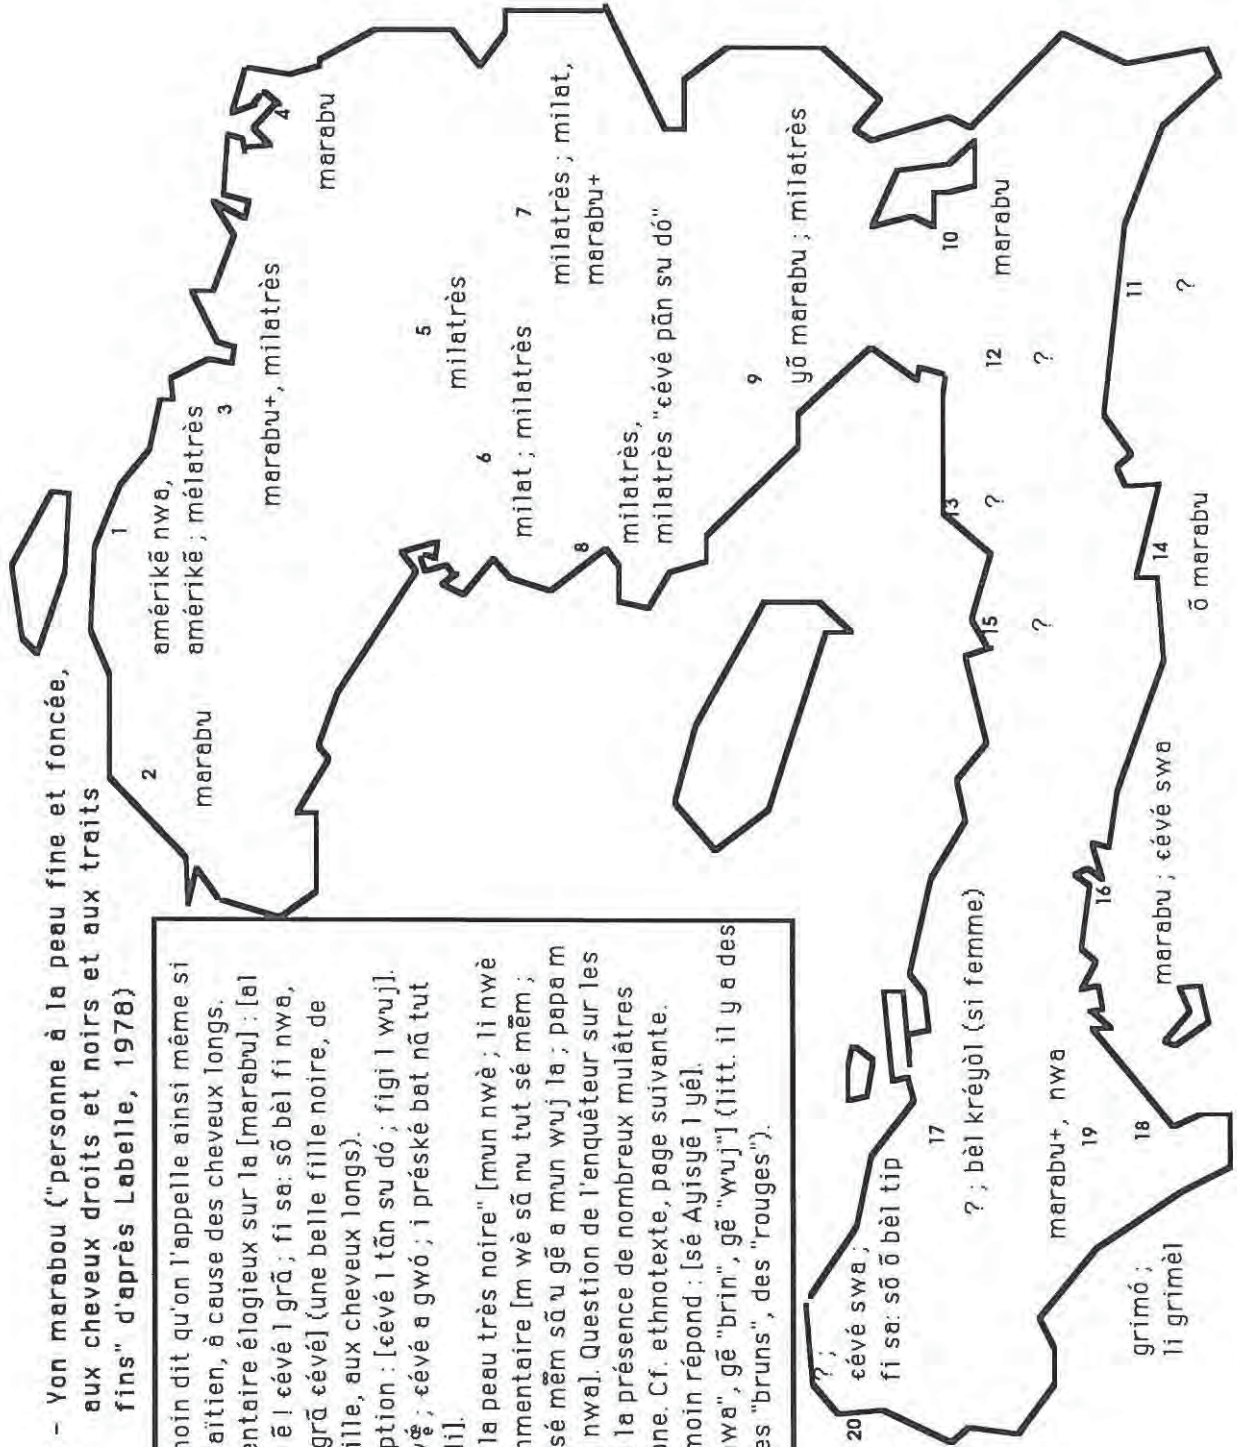 - Yon marabou ("personne à la peau fine et foncée,
aux cheveux droits et noirs et aux traits
fins" d'après Labelle, 1978)
moin dit qu'on l'appelle ainsi même si
aïtien, à cause des cheveux longs.
entaire élogieux sur la [marabu] : [al
ẽ ! ɛévé l grã ; fi sa: sõ bèl fi nwa,
grã ɛévé] (une belle fille noire, de
ille, aux cheveux longs).
ption : [ɛévé l tãn su dó ; figi l wuj].
; ɛévé a gwó ; i préské bat nã tut
li].
la peau très noire" [mun nwè ; li nwè
mmentaire [m wè sã nu tut sé mẽm ;
sé mẽm sã u gẽ a mun wuj la ; papa m
nwa]. Question de l'enquêteur sur les
la présence de nombreux mulâtres
one. Cf. ethnotexte, page suivante.
moin répond : [sé Ayisyẽ l yé].
wa", gẽ "brin", gẽ "wuj"] (litt. il y a des
es "bruns", des "rouges").
1
amérikẽ nwa,
amérikẽ ; mélatrès
2
marabu
3
marabu+, milatrès
4
marabu
5
milatrès
6
milat ; milatrès
7
milatrès ; milat,
marabu+
8
milatrès,
milatrès "ɛévé pãn su dó"
9
yõ marabu ; milatrès
10
marabu
11
?
12
?
13
?
14
õ marabu
15
?
16
marabu ; ɛévé swa
17
? ; bèl kréyòl (si femme)
18
grimó ;
li grimèl
19
marabu+, nwa
20
? ;
ɛévé swa ;
fi sa: sõ õ bèl tip